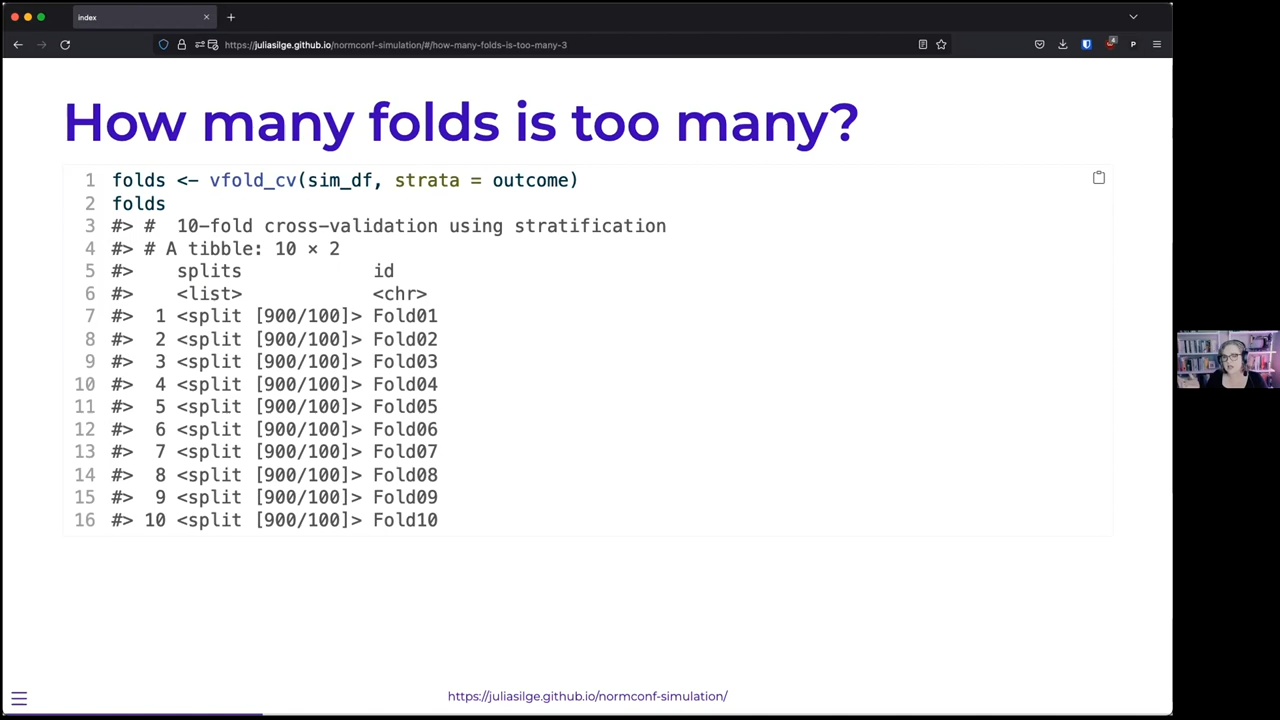 index
https://juliasilge.github.io/normconf-simulation/#/how-many-folds-is-too-many-3
4
P
How many folds is too many?
1 folds <- vfold_cv(sim_df, strata = outcome)
2 folds
3 #> #  10-fold cross-validation using stratification
4 #> # A tibble: 10 × 2
5 #>    splits            id
6 #>    <list>            <chr>
7 #>  1 <split [900/100]> Fold01
8 #>  2 <split [900/100]> Fold02
9 #>  3 <split [900/100]> Fold03
10 #>  4 <split [900/100]> Fold04
11 #>  5 <split [900/100]> Fold05
12 #>  6 <split [900/100]> Fold06
13 #>  7 <split [900/100]> Fold07
14 #>  8 <split [900/100]> Fold08
15 #>  9 <split [900/100]> Fold09
16 #> 10 <split [900/100]> Fold10
https://juliasilge.github.io/normconf-simulation/